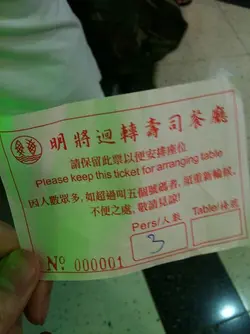 明將迴轉壽司餐廳
請保留此票以便安排座位
Please keep this ticket for arranging table
因人數眾多，如超過叫五個號碼者，須重新輪候，
不便之處，敬請見諒！
Pers/人數
Table/檯號
3
№ 000001